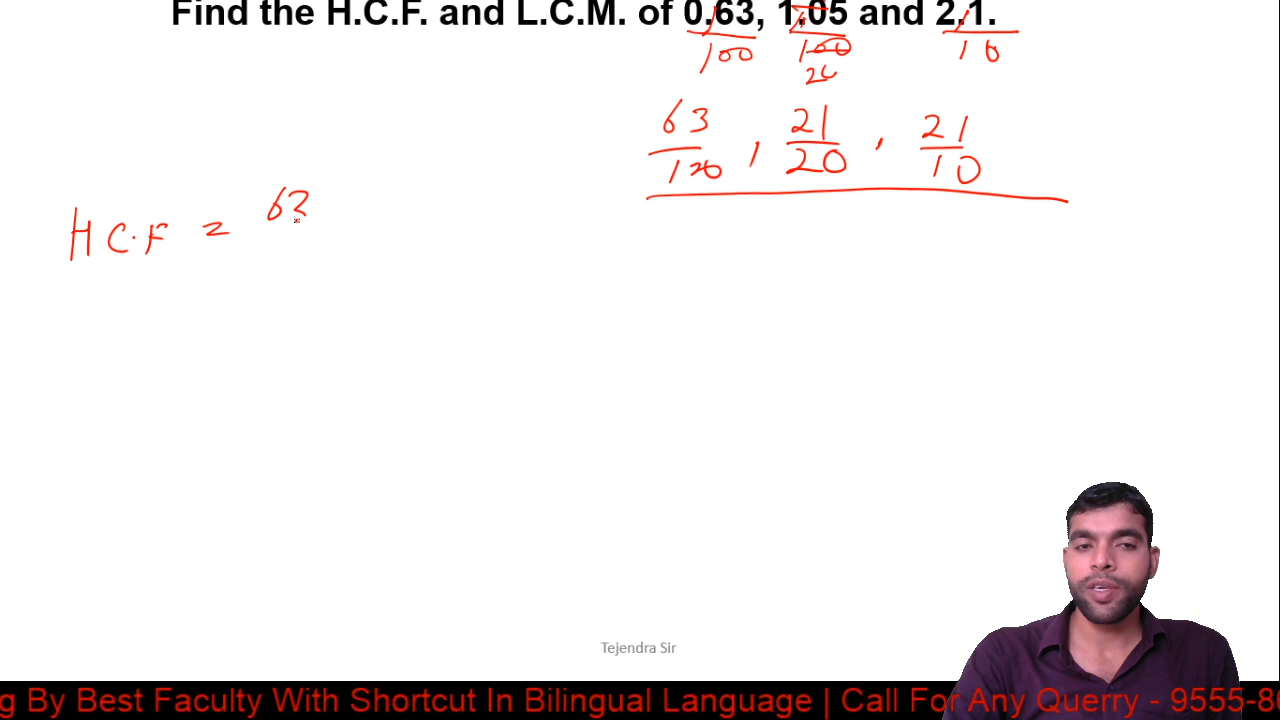 Find the H.C.F. and L.C.M. of 0.63, 1.05 and 2.1.
100 100 10
20
63 , 21 , 21
100 20 10
H C.F = 63
Tejendra Sir
g By Best Faculty With Shortcut In Bilingual Language | Call For Any Querry - 9555-8